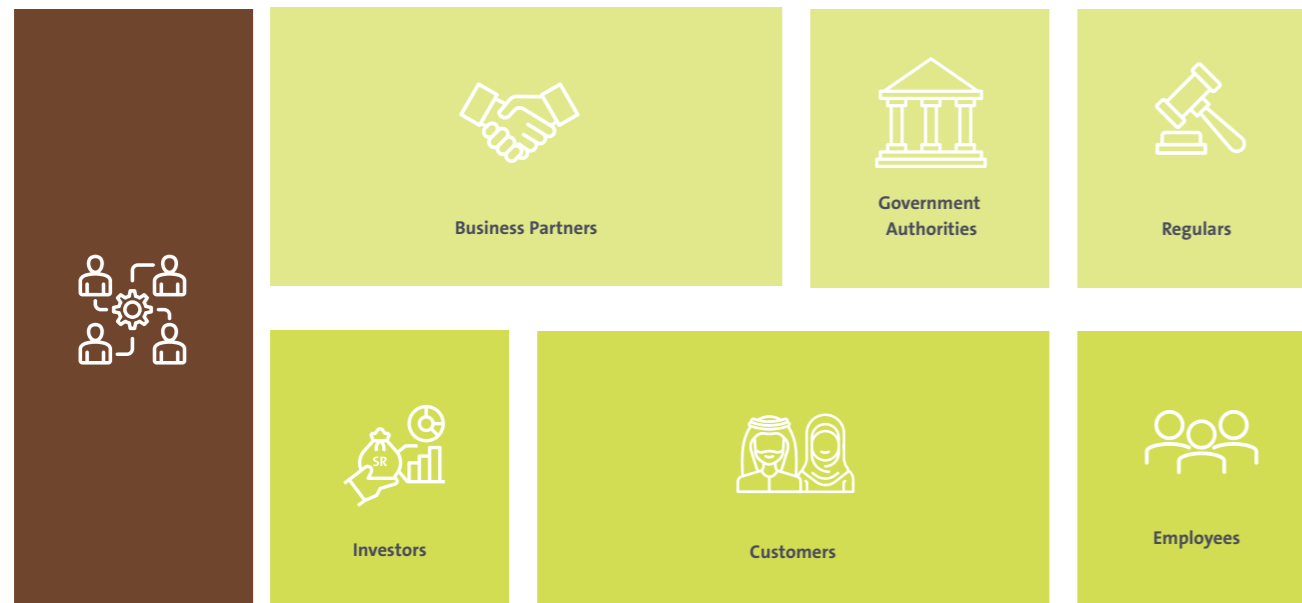 Business Partners
Government
Authorities
Regulars
SR
Investors
Customers
Employees